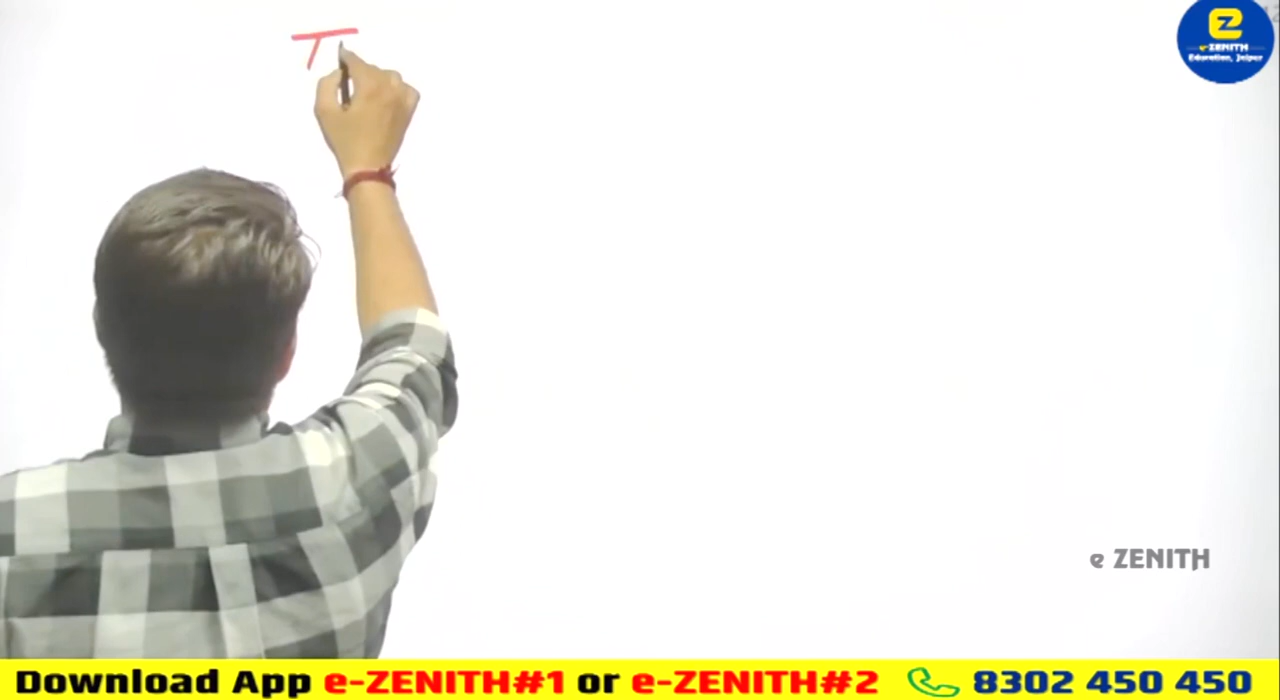 e-ZENITH
Education, Jaipur
T
e ZENITH
Download App e-ZENITH#1 or e-ZENITH#2 8302 450 450